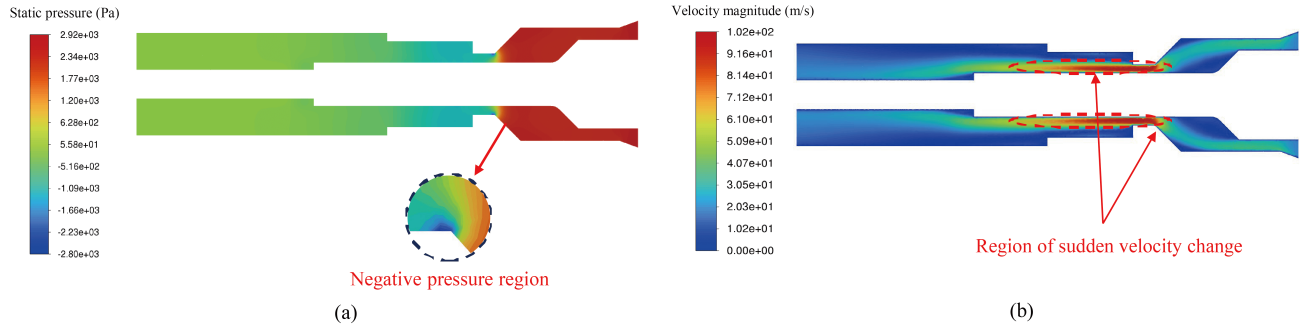 Static pressure (Pa)
2.92e+03
2.34e+03
1.77e+03
1.20e+03
6.28e+02
5.58e+01
-5.16e+02
-1.09e+03
-1.66e+03
-2.23e+03
-2.80e+03
Negative pressure region
(a)
Velocity magnitude (m/s)
1.02e+02
9.16e+01
8.14e+01
7.12e+01
6.10e+01
5.09e+01
4.07e+01
3.05e+01
2.03e+01
1.02e+01
0.00e+00
Region of sudden velocity change
(b)